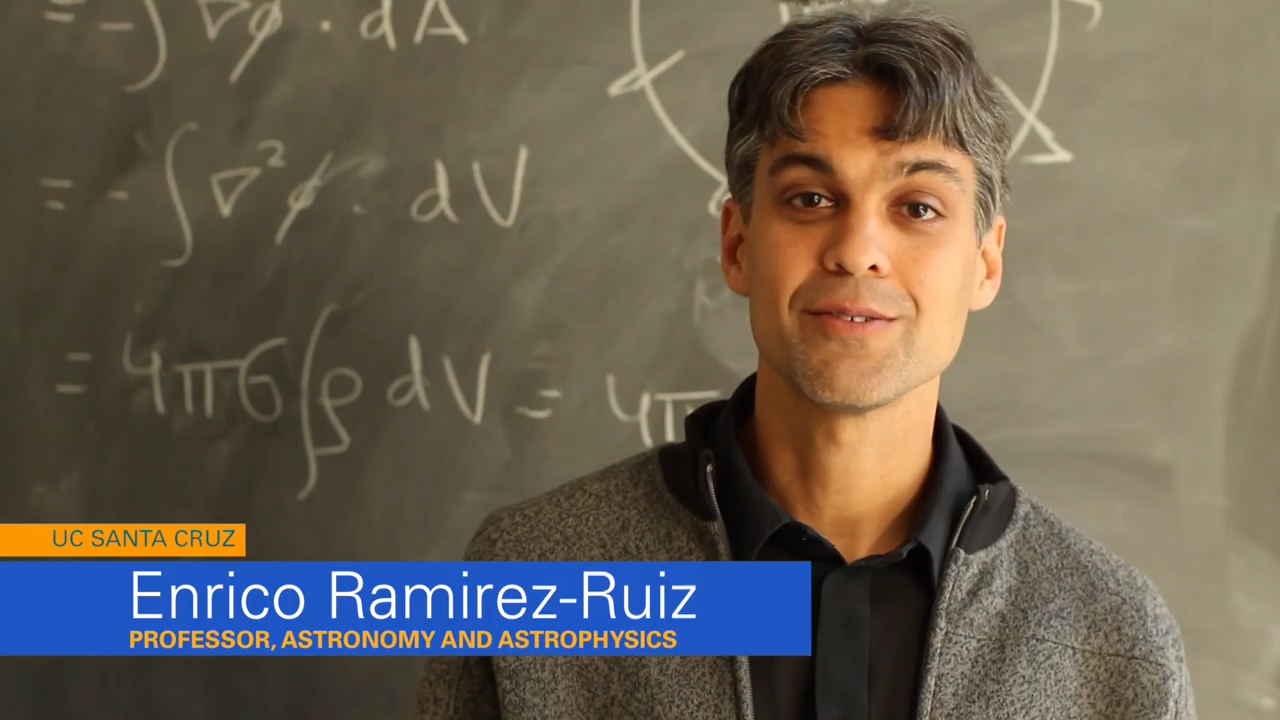 = -∫ ∇φ · dA
= -∫ ∇²φ · dV
= 4πG∫ρ dV = 4π
UC SANTA CRUZ
Enrico Ramirez-Ruiz
PROFESSOR, ASTRONOMY AND ASTROPHYSICS